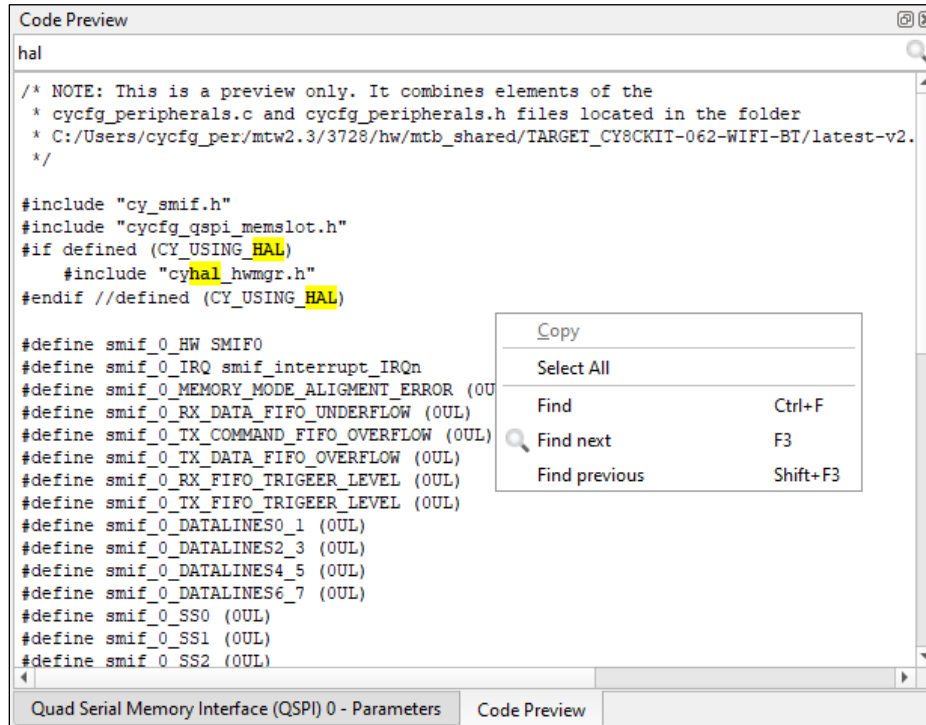 Code Preview
hal
/* NOTE: This is a preview only. It combines elements of the
 * cycfg_peripherals.c and cycfg_peripherals.h files located in the folder
 * C:/Users/cycfg_per/mtw2.3/3728/hw/mtb_shared/TARGET_CY8CKIT-062-WIFI-BT/latest-v2.
 */
#include "cy_smif.h"
#include "cycfg_qspi_memslot.h"
#if defined (CY_USING_HAL)
    #include "cyhal_hwmgr.h"
#endif //defined (CY_USING_HAL)
#define smif_0_HW SMIF0
#define smif_0_IRQ smif_interrupt_IRQn
#define smif_0_MEMORY_MODE_ALIGMENT_ERROR (0U
#define smif_0_RX_DATA_FIFO_UNDERFLOW (0UL)
#define smif_0_TX_COMMAND_FIFO_OVERFLOW (0UL)
#define smif_0_TX_DATA_FIFO_OVERFLOW (0UL)
#define smif_0_RX_FIFO_TRIGEER_LEVEL (0UL)
#define smif_0_TX_FIFO_TRIGEER_LEVEL (0UL)
#define smif_0_DATALINES0_1 (0UL)
#define smif_0_DATALINES2_3 (0UL)
#define smif_0_DATALINES4_5 (0UL)
#define smif_0_DATALINES6_7 (0UL)
#define smif_0_SS0 (0UL)
#define smif_0_SS1 (0UL)
#define smif_0_SS2 (0UL)
Copy
Select All
Find Ctrl+F
Find next F3
Find previous Shift+F3
Quad Serial Memory Interface (QSPI) 0 - Parameters Code Preview